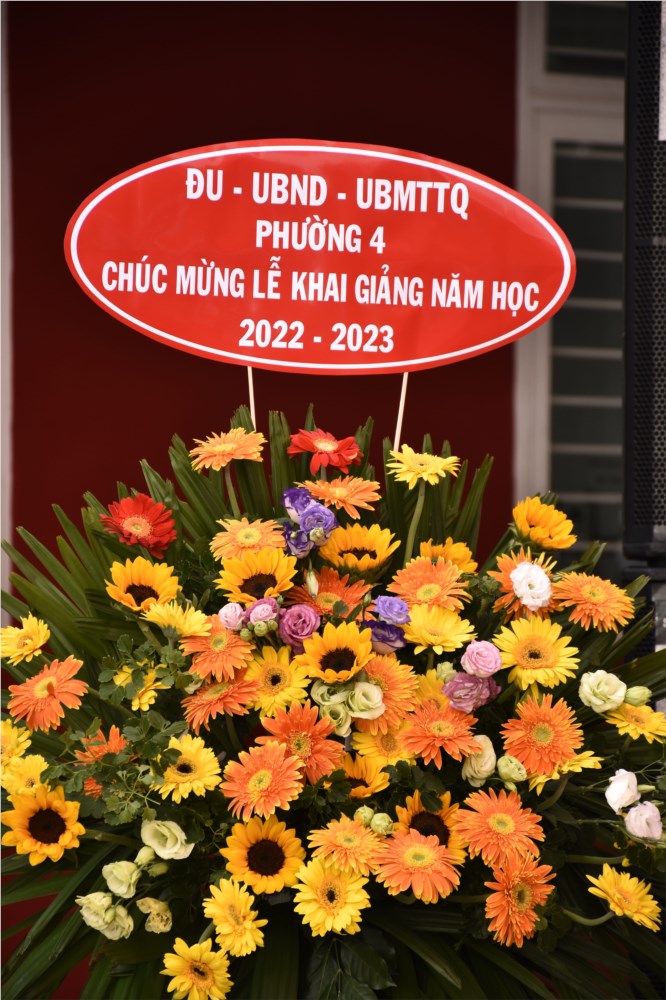 ĐU - UBND - UBMTTQ
PHƯỜNG 4
CHÚC MỪNG LỄ KHAI GIẢNG NĂM HỌC
2022 - 2023